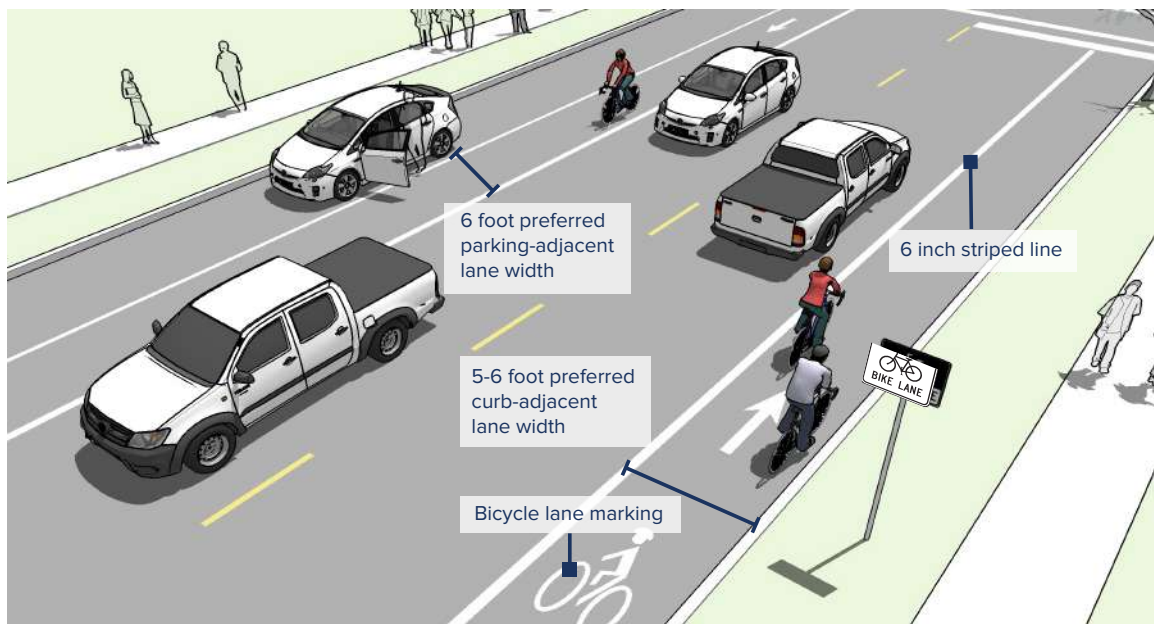 6 foot preferred
parking-adjacent
lane width
6 inch striped line
5-6 foot preferred
curb-adjacent
lane width
BIKE LANE
Bicycle lane marking